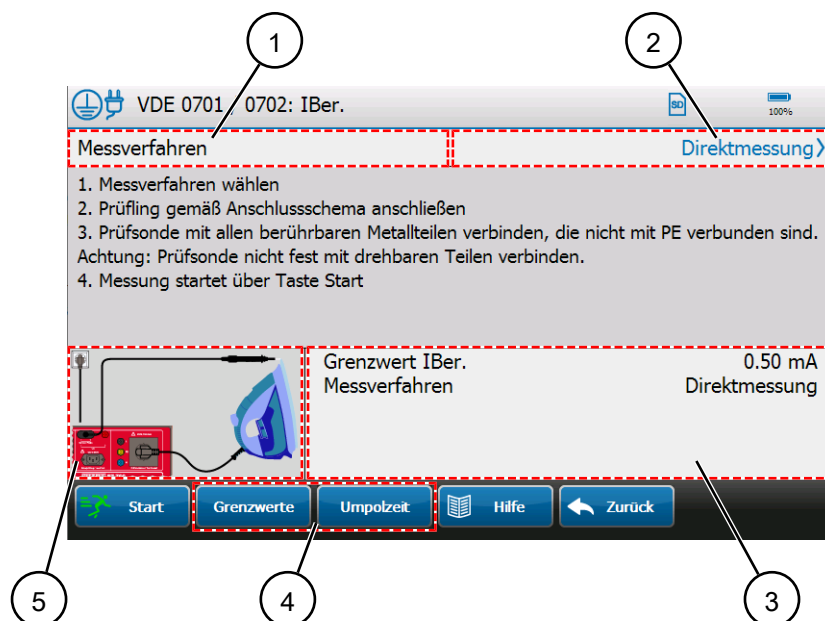 1
2
VDE 0701 / 0702: IBer.
SD
100%
Messverfahren
Direktmessung
1. Messverfahren wählen
2. Prüfling gemäß Anschlussschema anschließen
3. Prüfsonde mit allen berührbaren Metallteilen verbinden, die nicht mit PE verbunden sind.
Achtung: Prüfsonde nicht fest mit drehbaren Teilen verbinden.
4. Messung startet über Taste Start
Grenzwert IBer. 0.50 mA
Messverfahren Direktmessung
Start Grenzwerte Umpolzeit Hilfe Zurück
5
4
3